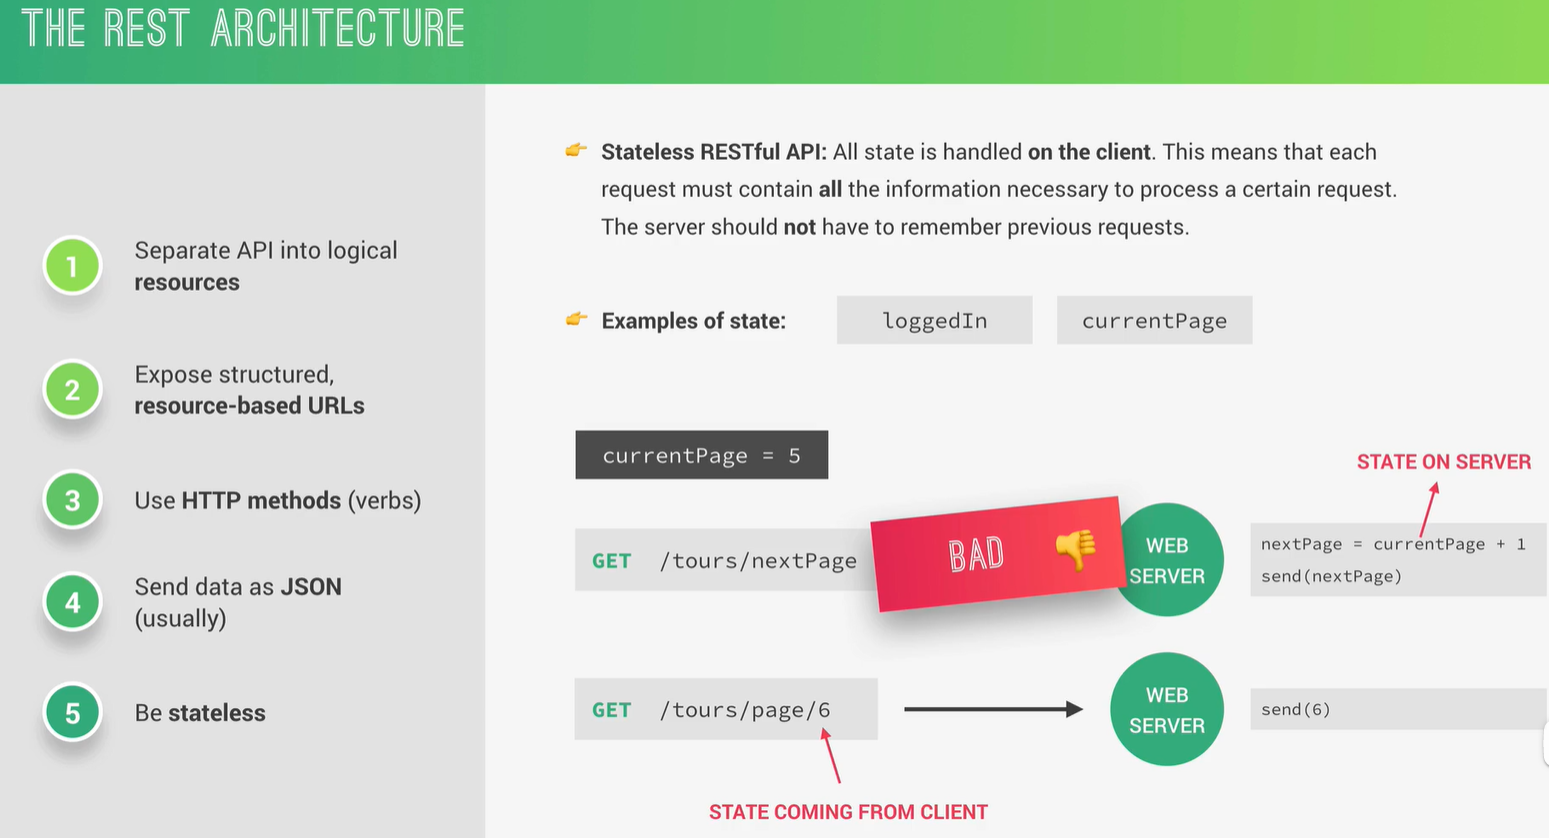 THE REST ARCHITECTURE
1
Separate API into logical
resources
2
Expose structured,
resource-based URLs
3
Use HTTP methods (verbs)
4
Send data as JSON
(usually)
5
Be stateless
Stateless RESTful API: All state is handled on the client. This means that each
request must contain all the information necessary to process a certain request.
The server should not have to remember previous requests.
Examples of state:
loggedIn
currentPage
currentPage = 5
STATE ON SERVER
GET /tours/nextPage
BAD
WEB
SERVER
nextPage = currentPage + 1
send(nextPage)
GET /tours/page/6
WEB
SERVER
send(6)
STATE COMING FROM CLIENT